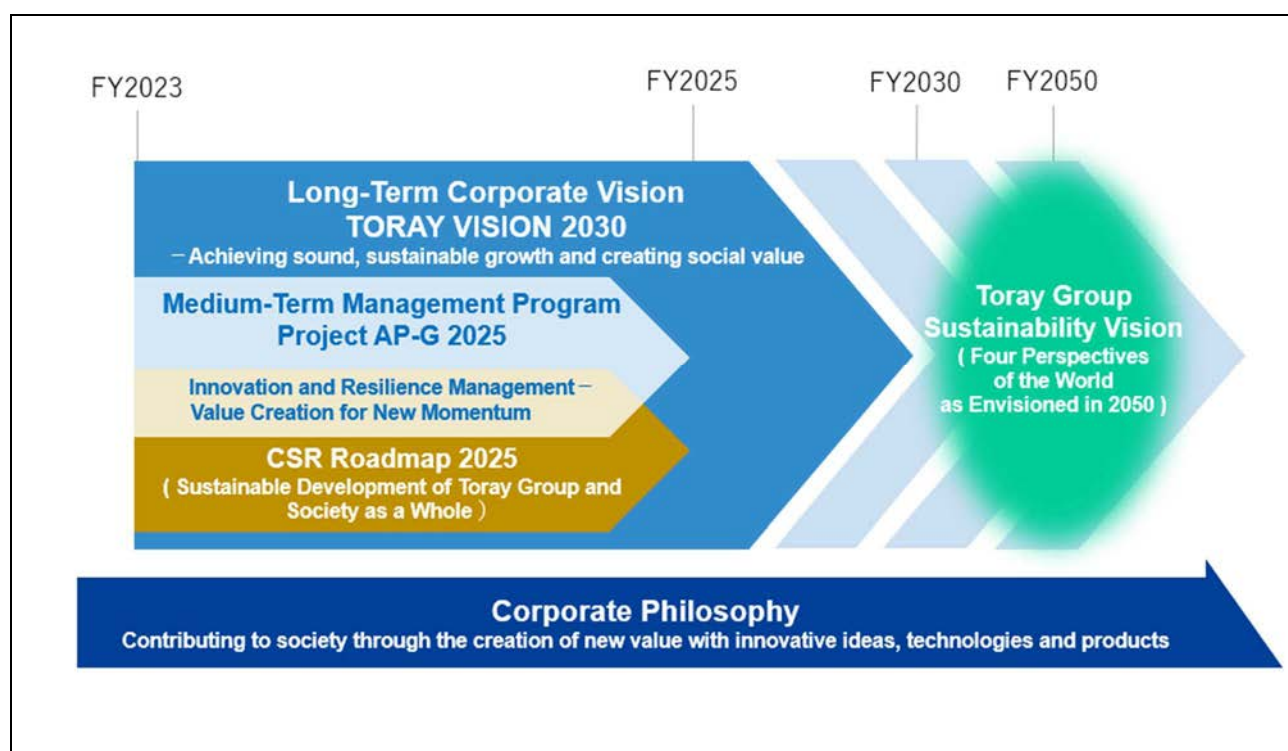 FY2023
FY2025
FY2030
FY2050
Long-Term Corporate Vision
TORAY VISION 2030
－Achieving sound, sustainable growth and creating social value
Medium-Term Management Program
Project AP-G 2025
Innovation and Resilience Management－
Value Creation for New Momentum
CSR Roadmap 2025
( Sustainable Development of Toray Group and
Society as a Whole )
Toray Group
Sustainability Vision
( Four Perspectives
of the World
as Envisioned in 2050 )
Corporate Philosophy
Contributing to society through the creation of new value with innovative ideas, technologies and products